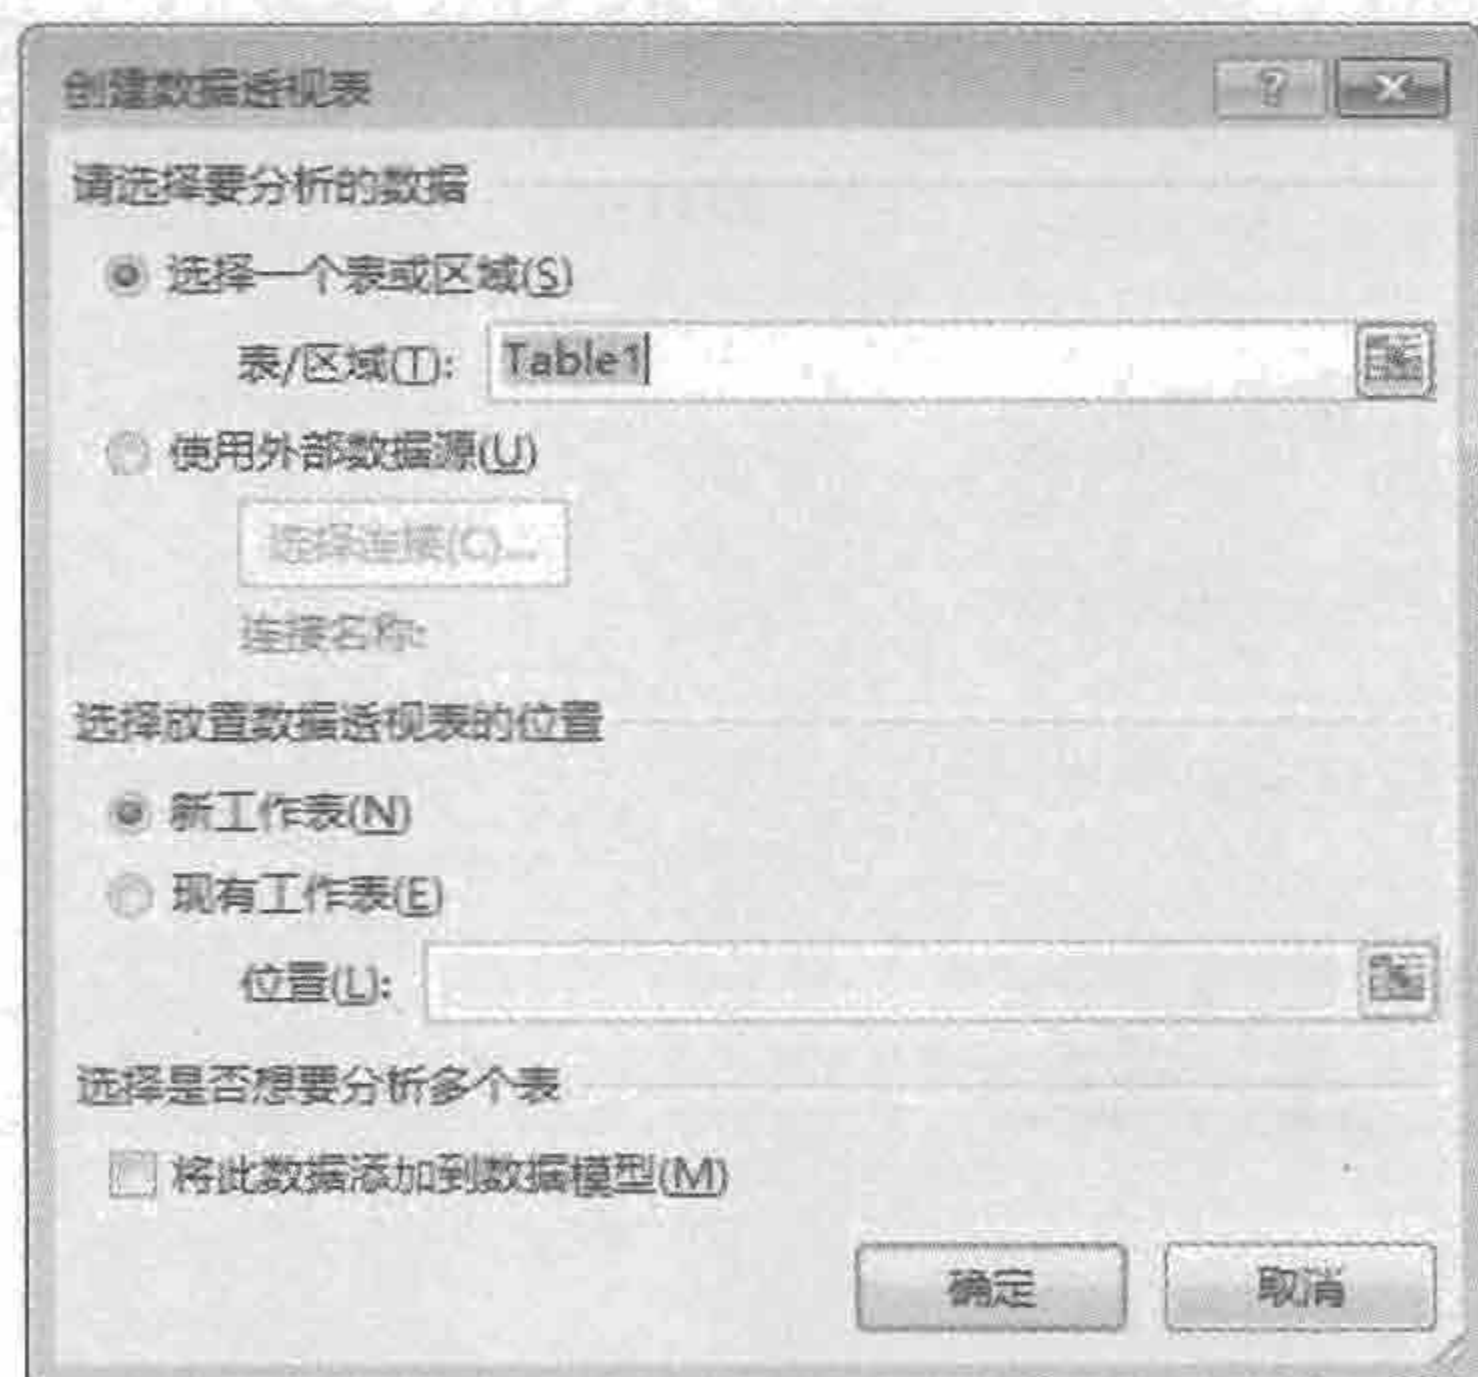 创建数据透视表
请选择要分析的数据
选择一个表或区域(S)
表/区域(T): Table1
使用外部数据源(U)
选择连接(C)...
连接名称:
选择放置数据透视表的位置
新工作表(N)
现有工作表(E)
位置(L):
选择是否想要分析多个表
将此数据添加到数据模型(M)
确定 取消